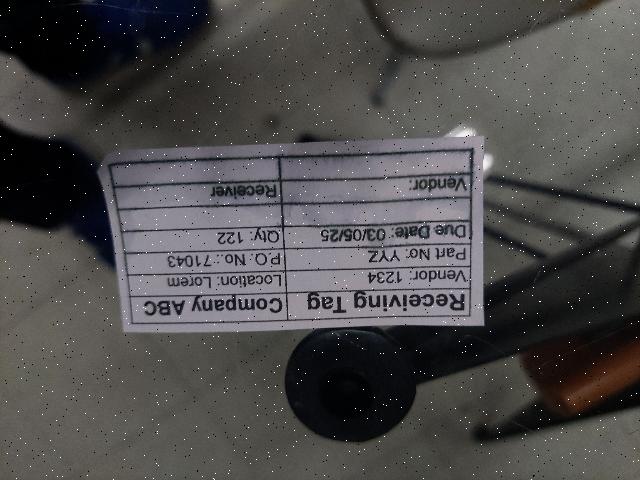 Receiving Tag Company ABC
Vendor: 1234 Location: Lorem
Part No: YYZ P.O. No.: 71043
Due Date: 03/05/25 Qty: 122
Vendor: Receiver